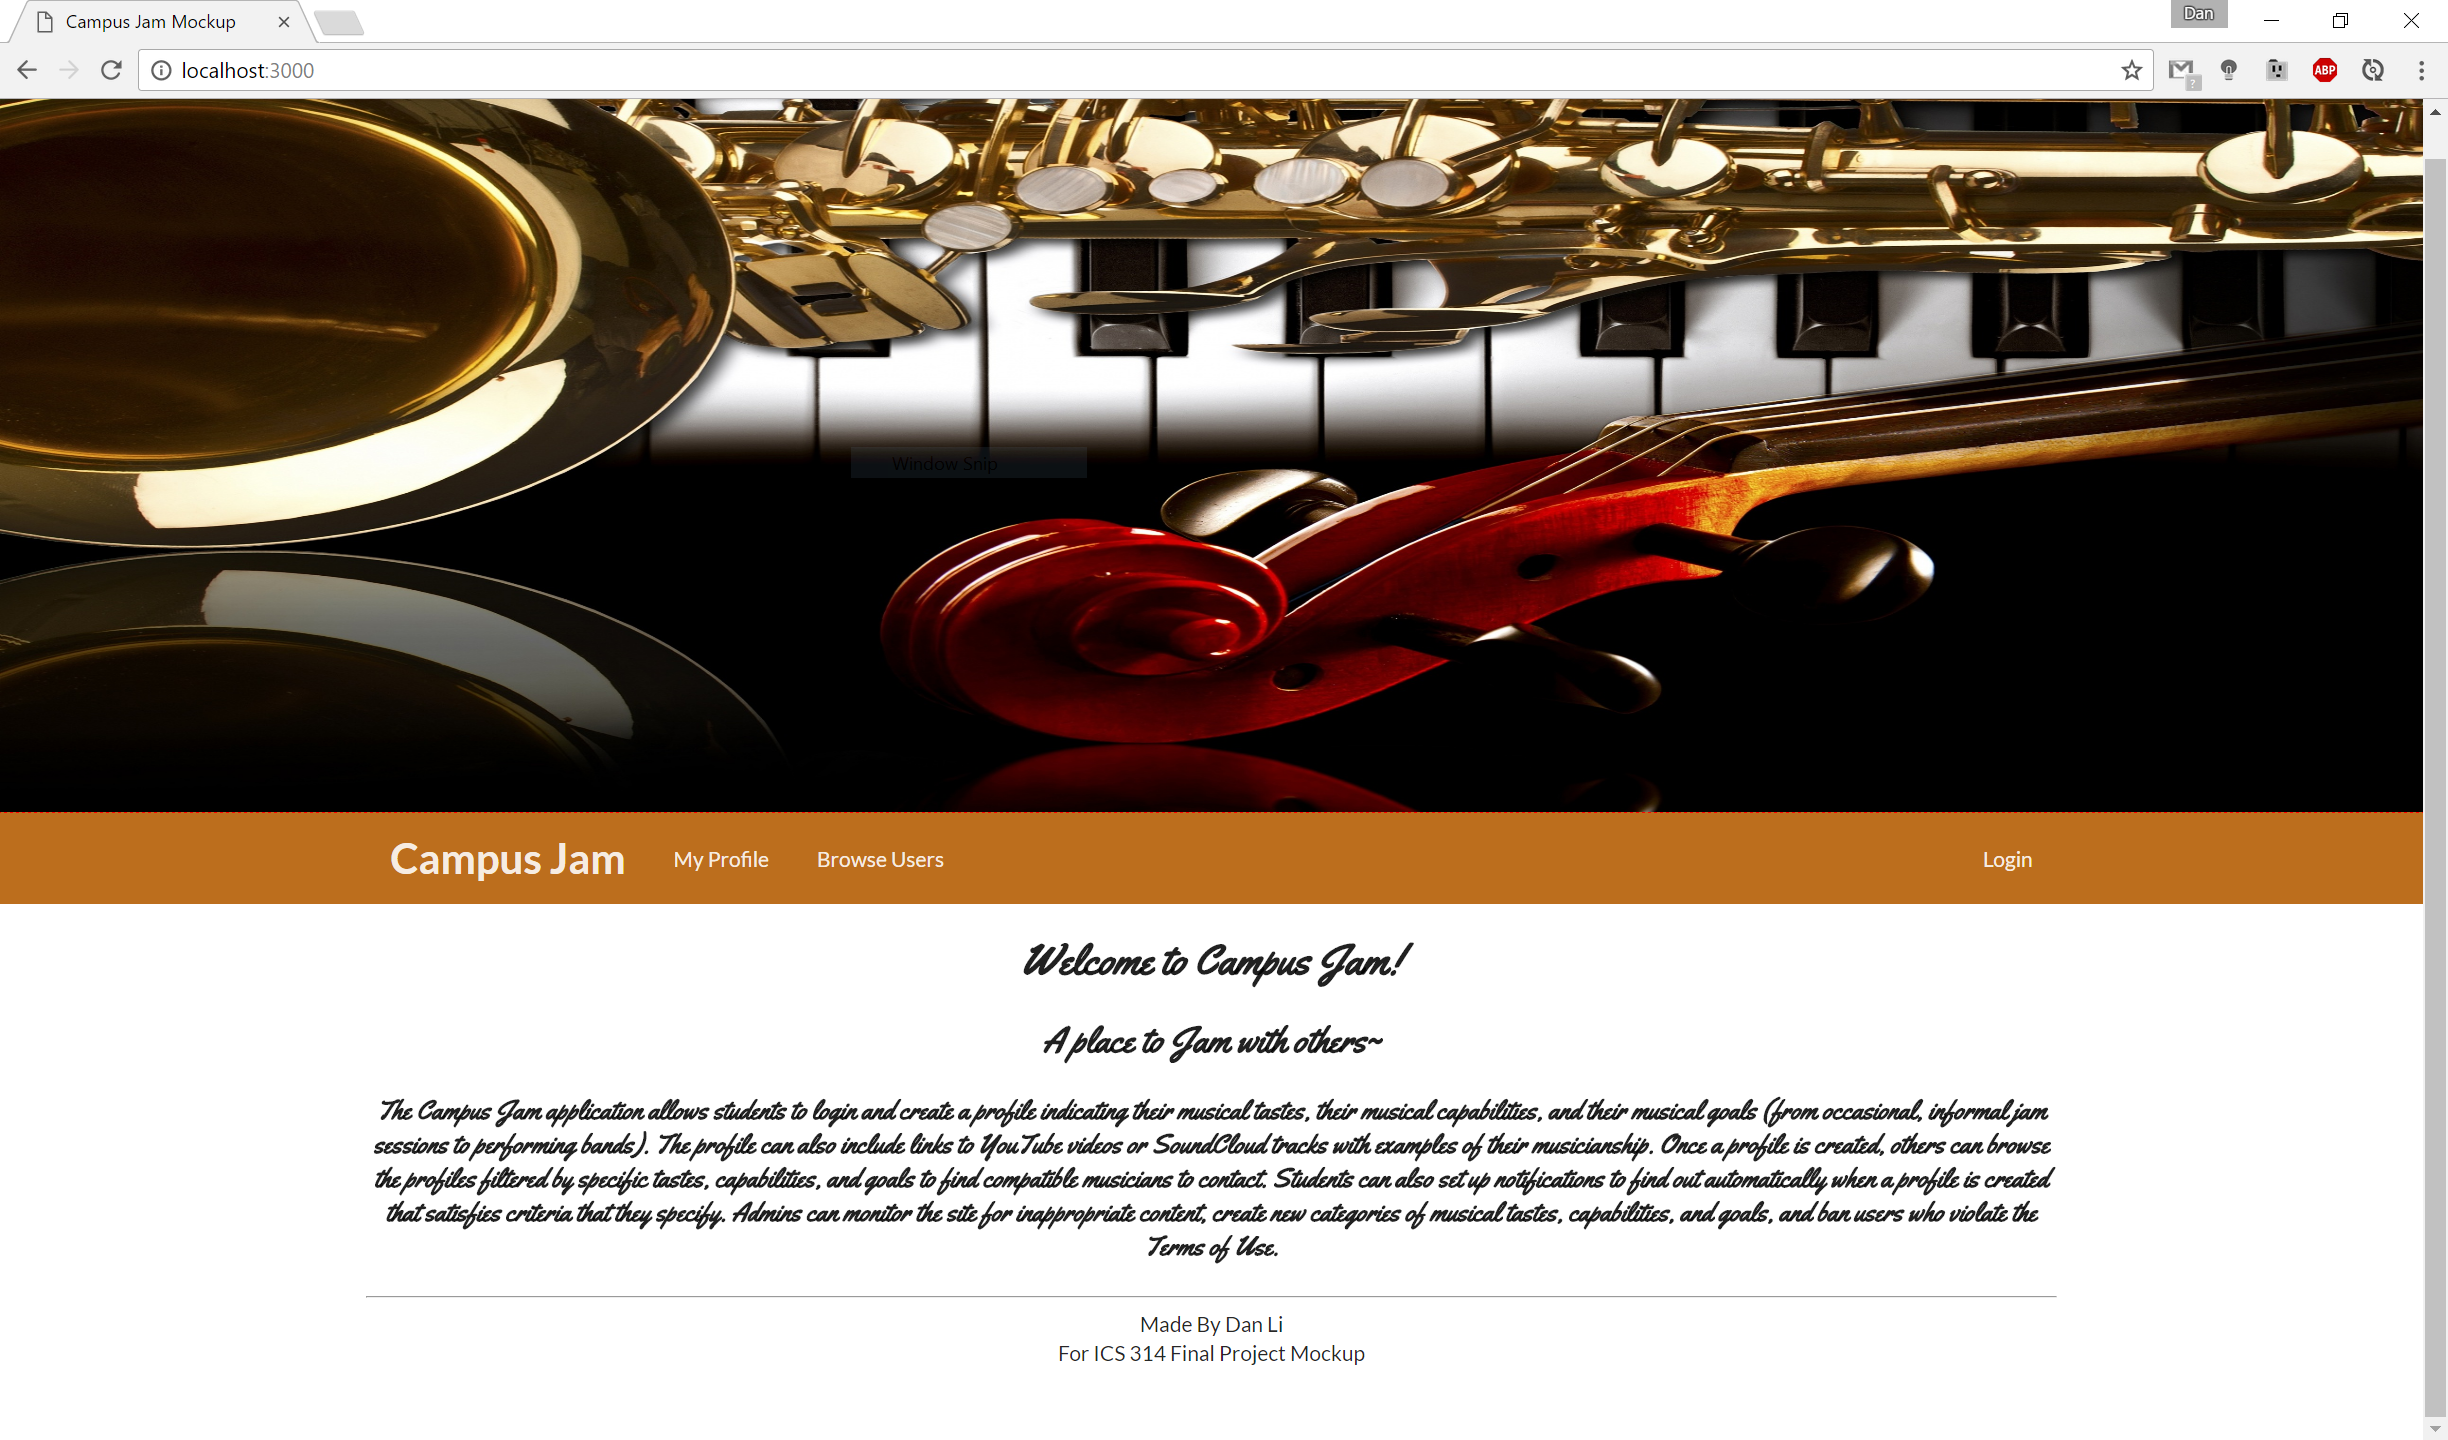 Campus Jam Mockup
Dan
localhost:3000
ABP
Window Snip
Campus Jam My Profile Browse Users Login
Welcome to Campus Jam!
A place to Jam with others~
The Campus Jam application allows students to login and create a profile indicating their musical tastes, their musical capabilities, and their musical goals (from occasional, informal jam
sessions to performing bands). The profile can also include links to YouTube videos or SoundCloud tracks with examples of their musicianship. Once a profile is created, others can browse
the profiles filtered by specific tastes, capabilities, and goals to find compatible musicians to contact. Students can also set up notifications to find out automatically when a profile is created
that satisfies criteria that they specify. Admins can monitor the site for inappropriate content, create new categories of musical tastes, capabilities, and goals, and ban users who violate the
Terms of Use.
Made By Dan Li
For ICS 314 Final Project Mockup